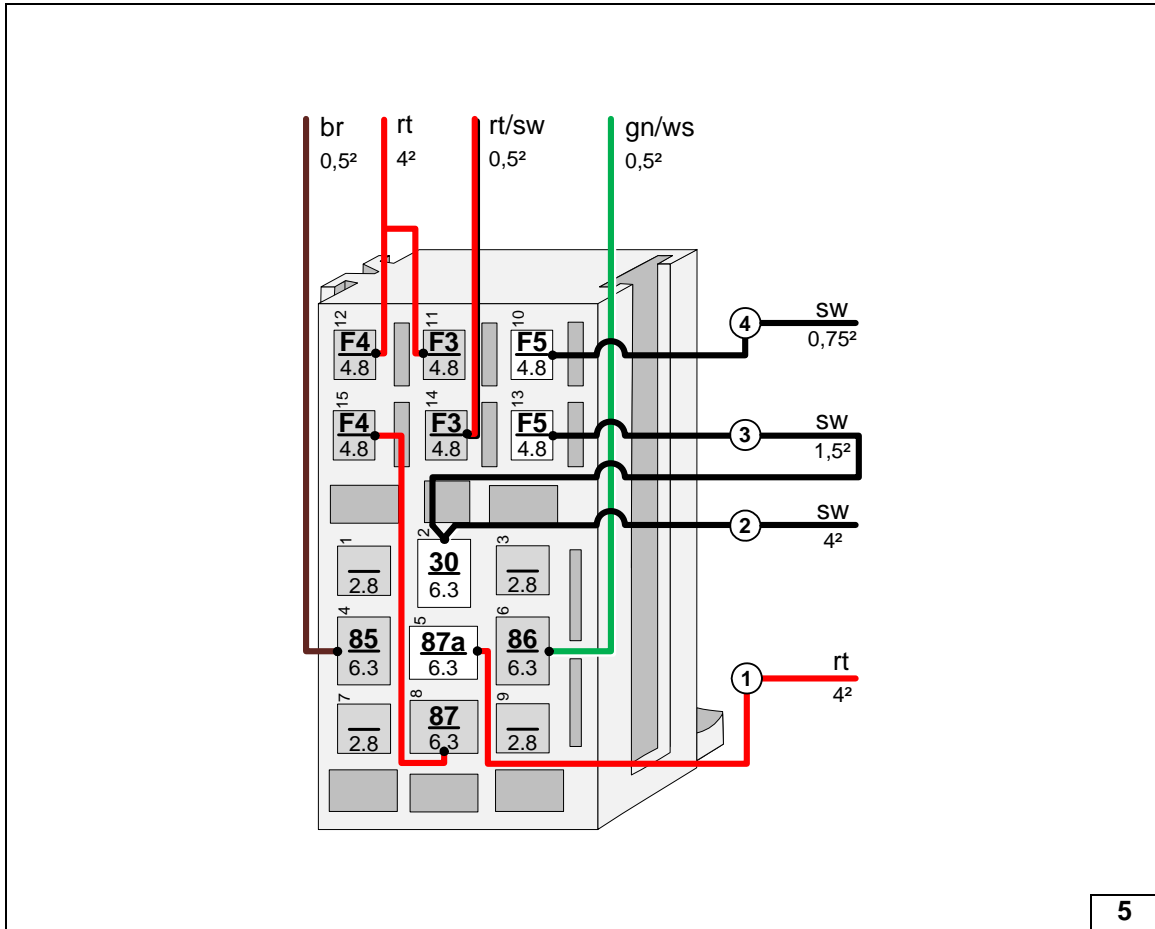 br rt rt/sw gn/ws
0,5² 4² 0,5² 0,5²
12 11 10
F4 F3 F5
4.8 4.8 4.8
4 sw
0,75²
15 14 13
F4 F3 F5
4.8 4.8 4.8
3 sw
1,5²
2 sw
4²
1 2 3
30
2.8 6.3 2.8
4 5 6
85 87a 86
6.3 6.3 6.3
1 rt
4²
7 8 9
87
2.8 6.3 2.8
5